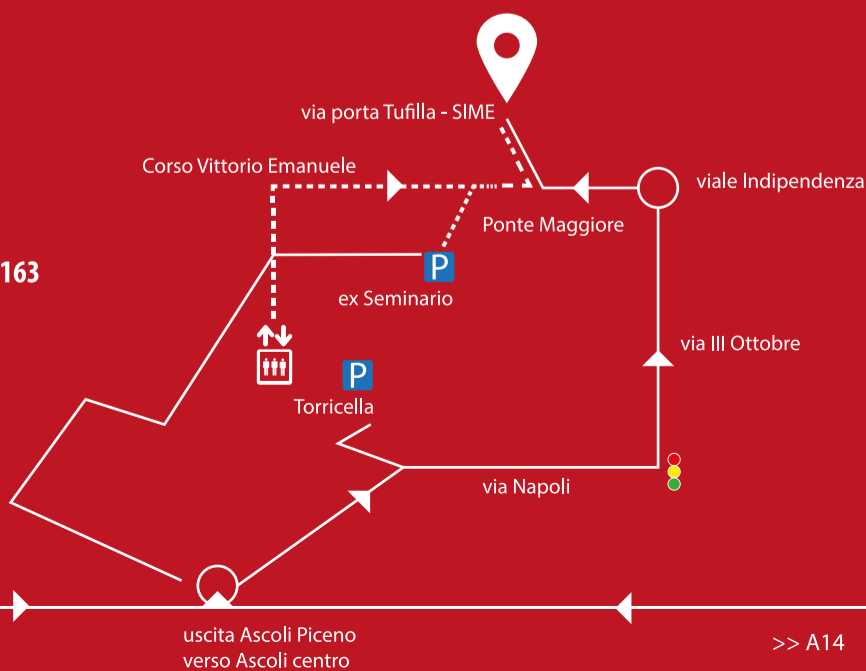 via porta Tufilla - SIME
Corso Vittorio Emanuele
viale Indipendenza
Ponte Maggiore
163
P
ex Seminario
via III Ottobre
P
Torricella
via Napoli
uscita Ascoli Piceno
verso Ascoli centro
>> A14